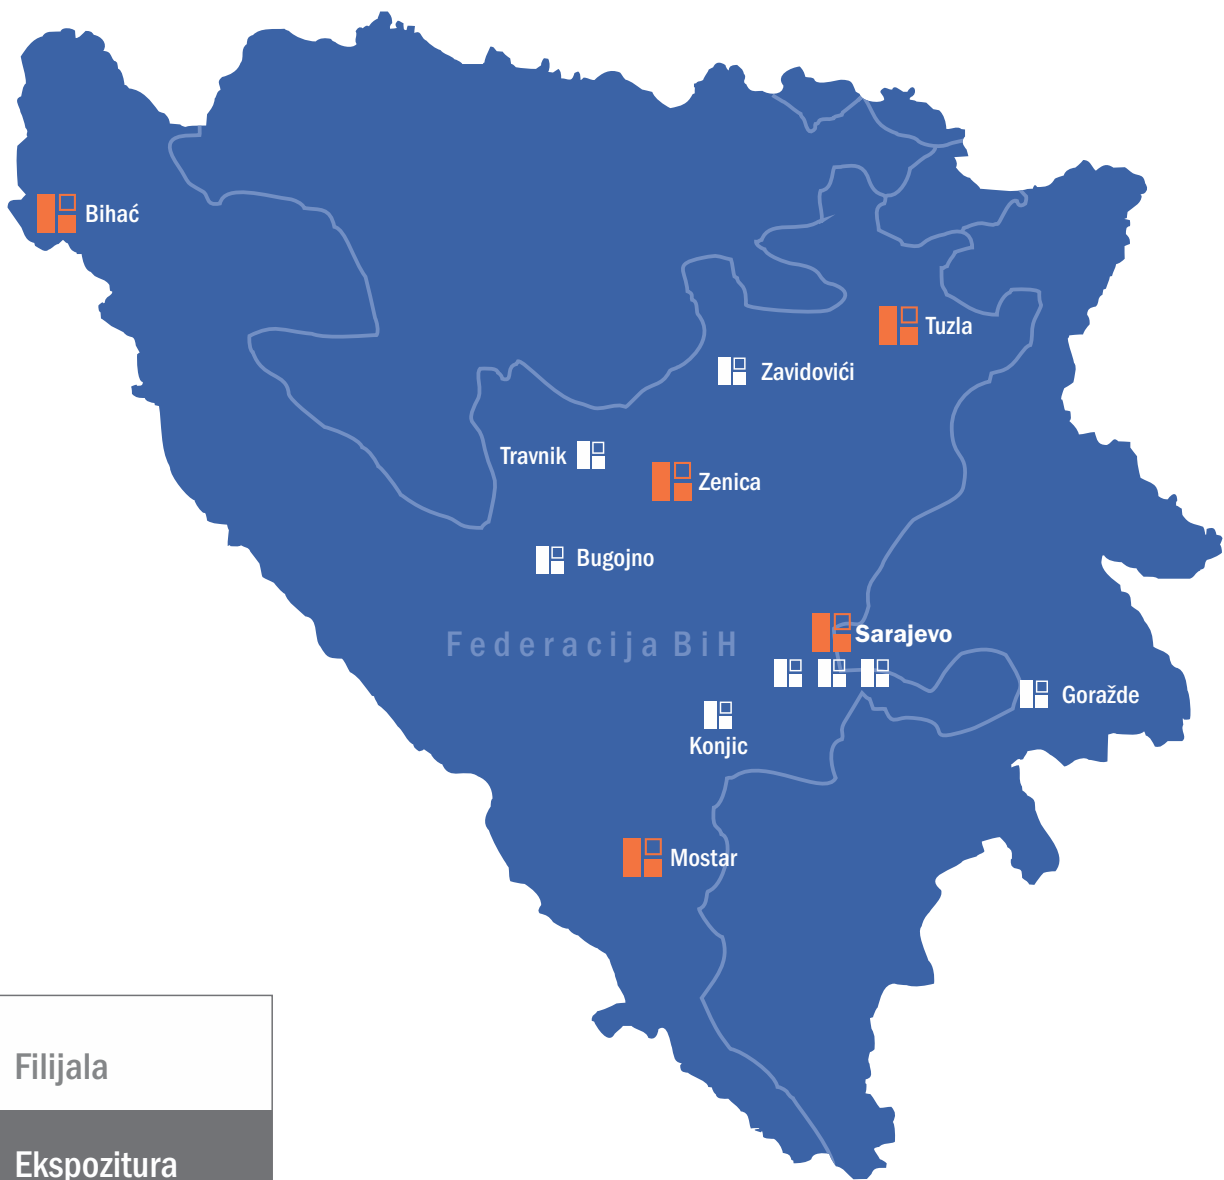 Bihać
Tuzla
Zavidovići
Travnik
Zenica
Bugojno
Federacija BiH
Sarajevo
Goražde
Konjic
Mostar
Filijala
Ekspozitura